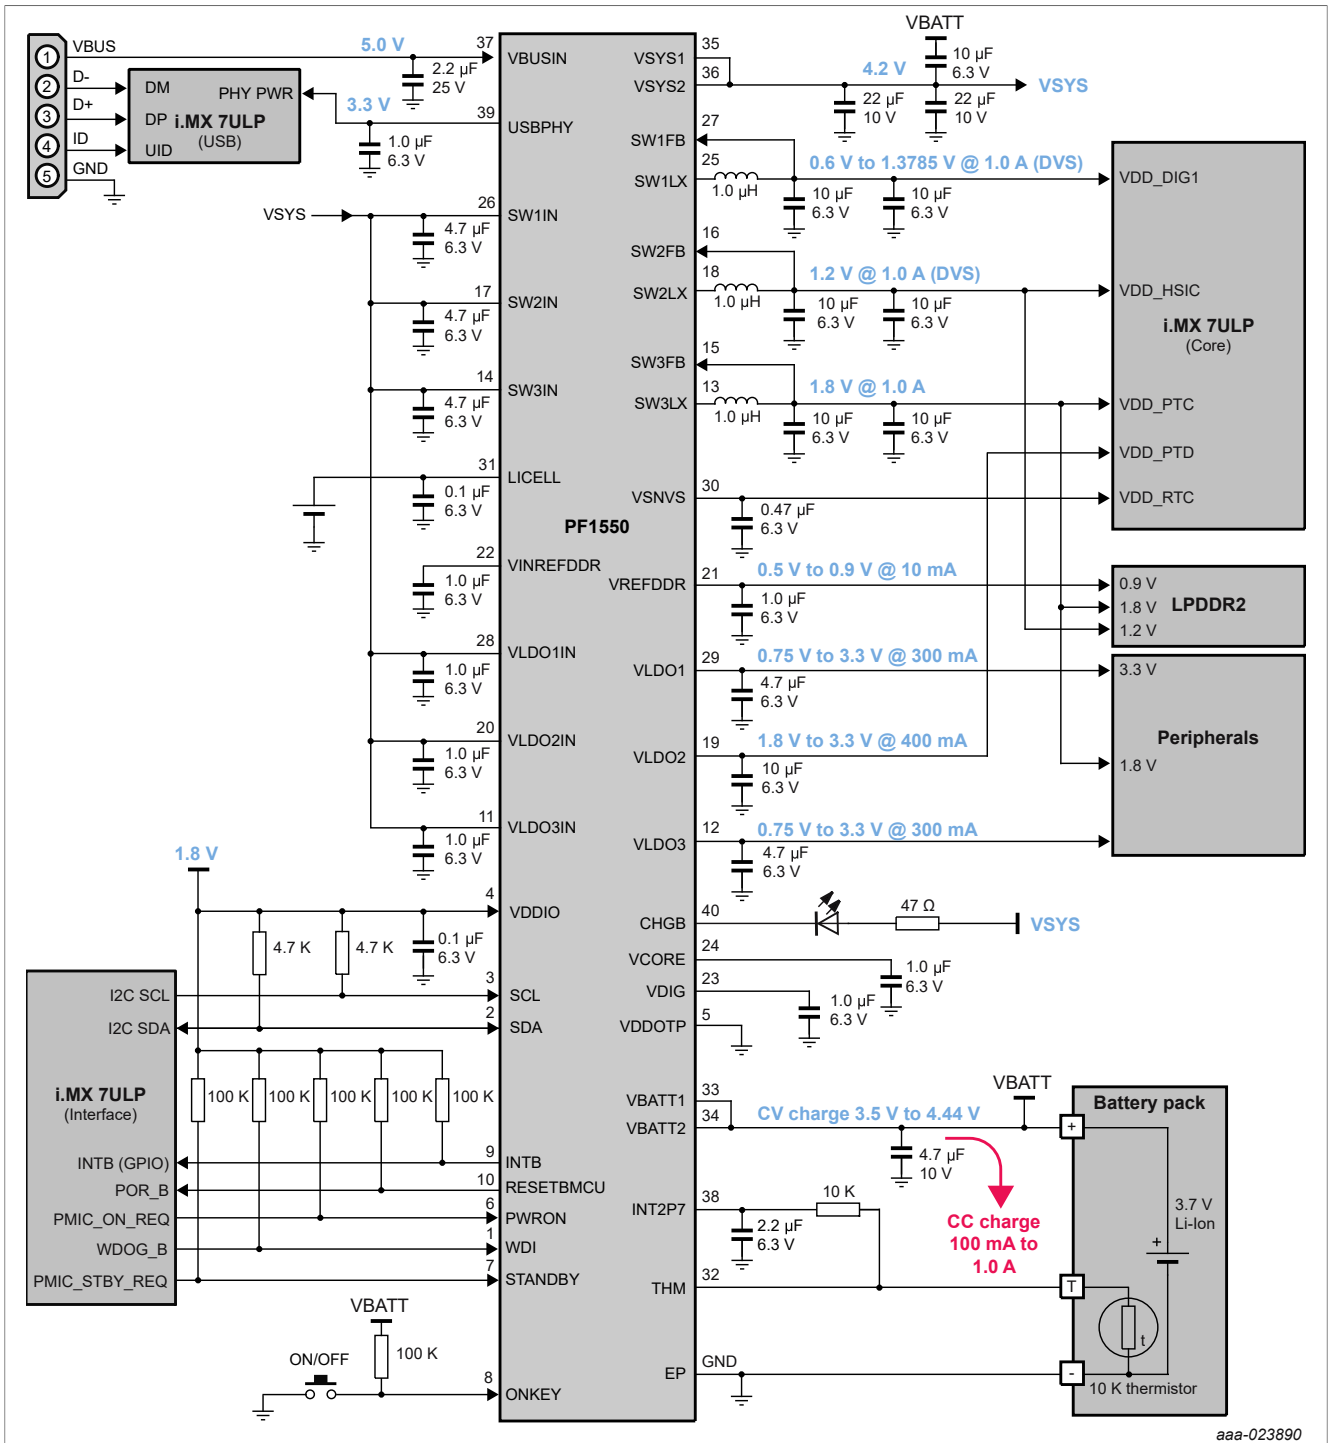 VBUS
5.0 V
37
VBUSIN
1
2.2 µF
25 V
D-
2
DM
PHY PWR
D+
3
DP
i.MX 7ULP
(USB)
3.3 V
39
USBPHY
ID
4
UID
1.0 µF
6.3 V
GND
5
VSYS
26
SW1IN
4.7 µF
6.3 V
17
SW2IN
4.7 µF
6.3 V
14
SW3IN
4.7 µF
6.3 V
31
LICELL
0.1 µF
6.3 V
22
VINREFDDR
1.0 µF
6.3 V
28
VLDO1IN
1.0 µF
6.3 V
20
VLDO2IN
1.0 µF
6.3 V
11
VLDO3IN
1.0 µF
6.3 V
1.8 V
4
VDDIO
4.7 K
4.7 K
0.1 µF
6.3 V
I2C SCL
3
SCL
I2C SDA
2
SDA
i.MX 7ULP
(Interface)
100 K
100 K
100 K
100 K
100 K
INTB (GPIO)
9
INTB
POR_B
10
RESETBMCU
PMIC_ON_REQ
6
PWRON
WDOG_B
1
WDI
PMIC_STBY_REQ
7
STANDBY
VBATT
100 K
ON/OFF
8
ONKEY
PF1550
VBATT
35
VSYS1
10 µF
6.3 V
36
VSYS2
4.2 V
VSYS
22 µF
10 V
22 µF
10 V
27
SW1FB
25
SW1LX
1.0 µH
0.6 V to 1.3785 V @ 1.0 A (DVS)
VDD_DIG1
10 µF
6.3 V
10 µF
6.3 V
16
SW2FB
18
SW2LX
1.0 µH
1.2 V @ 1.0 A (DVS)
VDD_HSIC
10 µF
6.3 V
10 µF
6.3 V
i.MX 7ULP
(Core)
15
SW3FB
13
SW3LX
1.0 µH
1.8 V @ 1.0 A
VDD_PTC
10 µF
6.3 V
10 µF
6.3 V
VDD_PTD
30
VSNVS
VDD_RTC
0.47 µF
6.3 V
21
VREFDDR
0.5 V to 0.9 V @ 10 mA
1.0 µF
6.3 V
0.9 V
1.8 V
1.2 V
LPDDR2
29
VLDO1
0.75 V to 3.3 V @ 300 mA
4.7 µF
6.3 V
3.3 V
Peripherals
1.8 V
19
VLDO2
1.8 V to 3.3 V @ 400 mA
10 µF
6.3 V
12
VLDO3
0.75 V to 3.3 V @ 300 mA
4.7 µF
6.3 V
40
CHGB
47 Ω
VSYS
24
VCORE
1.0 µF
6.3 V
23
VDIG
1.0 µF
6.3 V
5
VDDOTP
33
VBATT1
34
VBATT2
CV charge 3.5 V to 4.44 V
VBATT
Battery pack
+
4.7 µF
10 V
CC charge
100 mA to
1.0 A
3.7 V
Li-Ion
+
38
INT2P7
10 K
2.2 µF
6.3 V
32
THM
T
t
EP
GND
-
10 K thermistor
aaa-023890